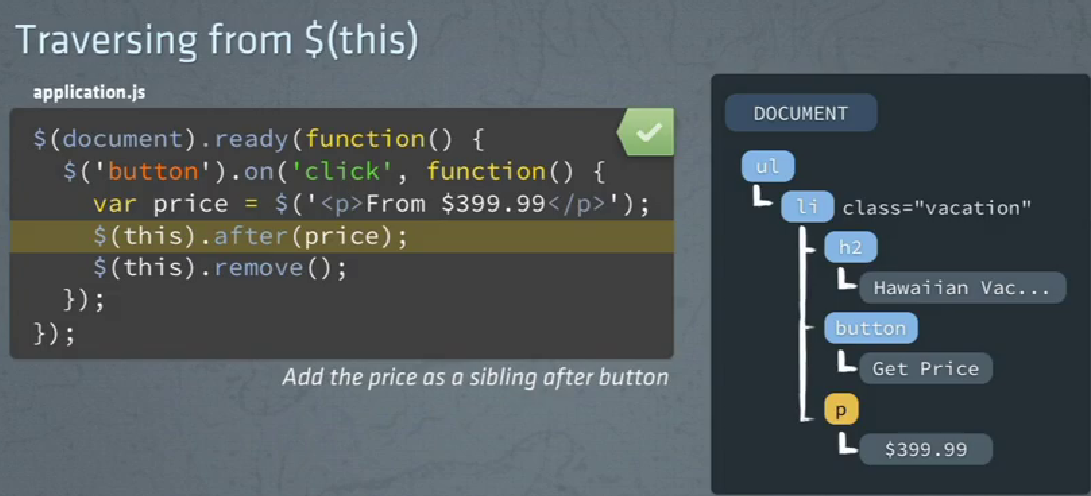 Traversing from $(this)
application.js
$(document).ready(function() {
  $('button').on('click', function() {
    var price = $('<p>From $399.99</p>');
    $(this).after(price);
    $(this).remove();
  });
});
Add the price as a sibling after button
DOCUMENT
ul
li class="vacation"
h2
Hawaiian Vac...
button
Get Price
p
$399.99